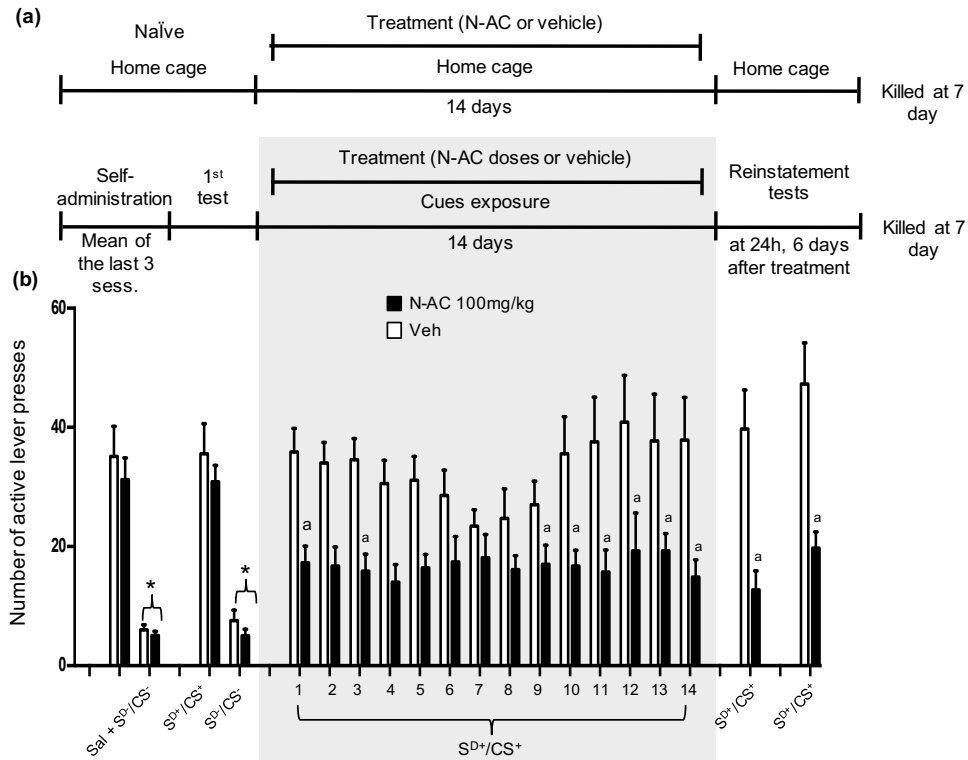 (a)
NaÏve
Treatment (N-AC or vehicle)
Home cage
Home cage
Home cage
14 days
Killed at 7
day
Treatment (N-AC doses or vehicle)
Self-
administration
1st
test
Cues exposure
Reinstatement
tests
Mean of
the last 3
sess.
14 days
at 24h, 6 days
after treatment
Killed at 7
day
(b)
60
40
20
0
Number of active lever presses
N-AC 100mg/kg
Veh
*
*
a
a
a
a
a
a
a
a
a
a
1 2 3 4 5 6 7 8 9 10 11 12 13 14
Sal + SD-/CS-
SD+/CS+
SD-/CS-
SD+/CS+
SD+/CS+
SD+/CS+